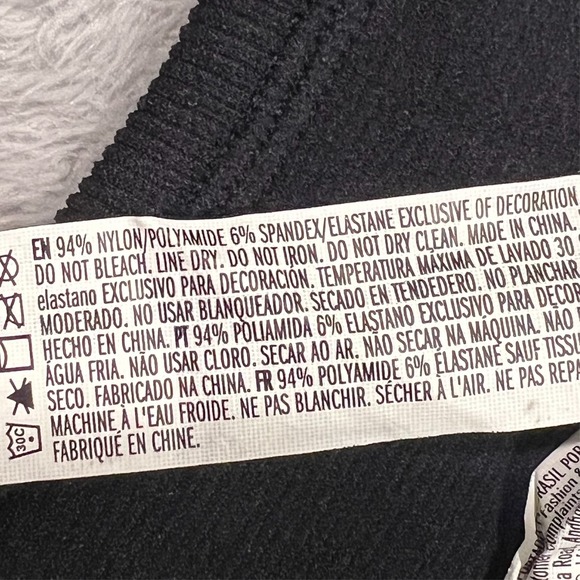 EN 94% NYLON/POLYAMIDE 6% SPANDEX/ELASTANE EXCLUSIVE OF DECORATION
DO NOT BLEACH. LINE DRY. DO NOT IRON. DO NOT DRY CLEAN. MADE IN CHINA.
elastano EXCLUSIVO PARA DECORACIÓN. TEMPERATURA MÁXIMA DE LAVADO 30
MODERADO. NO USAR BLANQUEADOR. SECADO EN TENDEDERO. NO PLANCHAR.
HECHO EN CHINA. PT 94% POLIAMIDA 6% ELASTANO EXCLUSIVO PARA DECOR
ÁGUA FRIA. NÃO USAR CLORO. SECAR AO AR. NÃO SECAR NA MÁQUINA. NÃO
SECO. FABRICADO NA CHINA. FR 94% POLYAMIDE 6% ÉLASTANE SAUF TISSU
MACHINE À L'EAU FROIDE. NE PAS BLANCHIR. SÉCHER À L'AIR. NE PAS REPA
FABRIQUÉ EN CHINE.
30C
RASIL POR
Fashion &
a Road